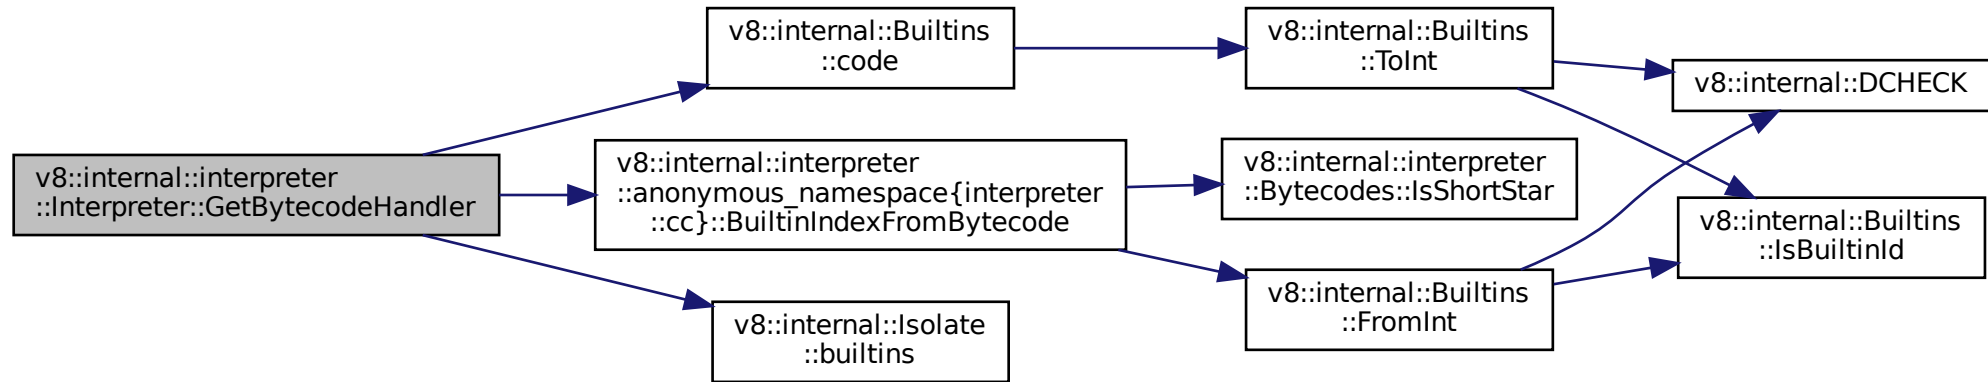 v8::internal::interpreter
::Interpreter::GetBytecodeHandler
v8::internal::Builtins
::code
v8::internal::interpreter
::anonymous_namespace{interpreter
::cc}::BuiltinIndexFromBytecode
v8::internal::Isolate
::builtins
v8::internal::Builtins
::ToInt
v8::internal::interpreter
::Bytecodes::IsShortStar
v8::internal::Builtins
::FromInt
v8::internal::DCHECK
v8::internal::Builtins
::IsBuiltinId